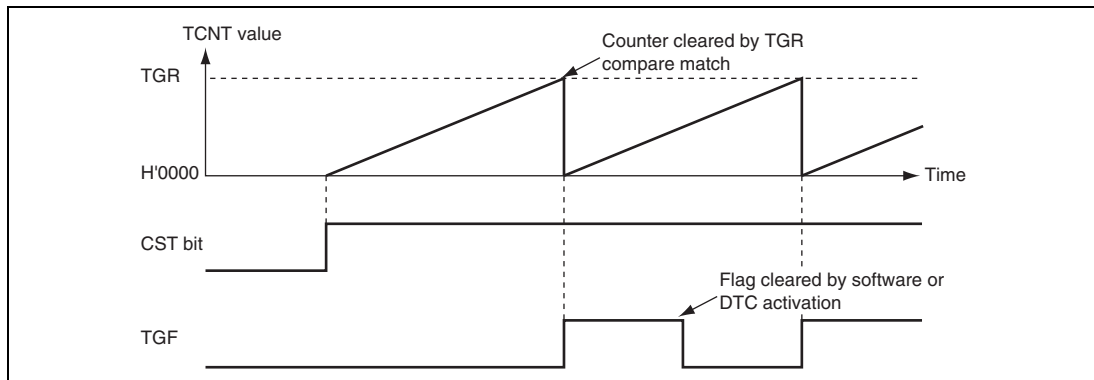 TCNT value
Counter cleared by TGR
compare match
TGR
H'0000
Time
CST bit
Flag cleared by software or
DTC activation
TGF